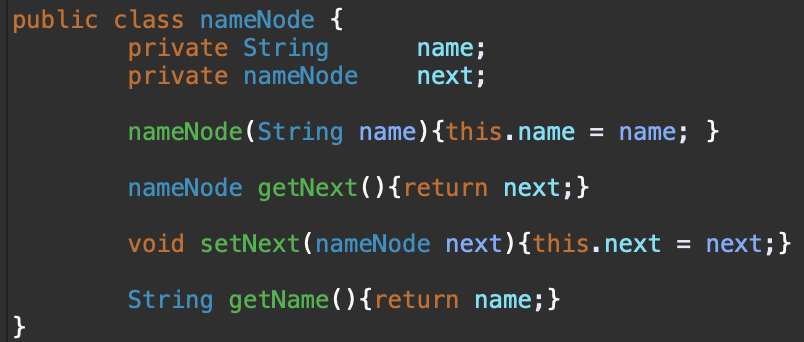 public class nameNode {
private String name;
private nameNode next;
nameNode(String name){this.name = name; }
nameNode getNext(){return next;}
void setNext(nameNode next){this.next = next;}
String getName(){return name;}
}